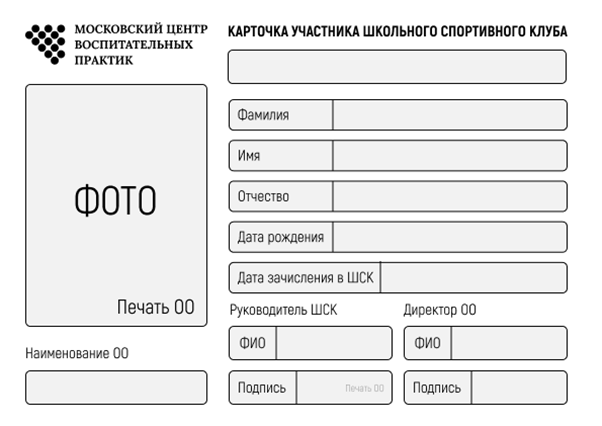 МОСКОВСКИЙ ЦЕНТР
ВОСПИТАТЕЛЬНЫХ
ПРАКТИК
КАРТОЧКА УЧАСТНИКА ШКОЛЬНОГО СПОРТИВНОГО КЛУБА
ФОТО
Печать ОО
Наименование ОО
Фамилия
Имя
Отчество
Дата рождения
Дата зачисления в ШСК
Руководитель ШСК
ФИО
Подпись
Печать ОО
Директор ОО
ФИО
Подпись